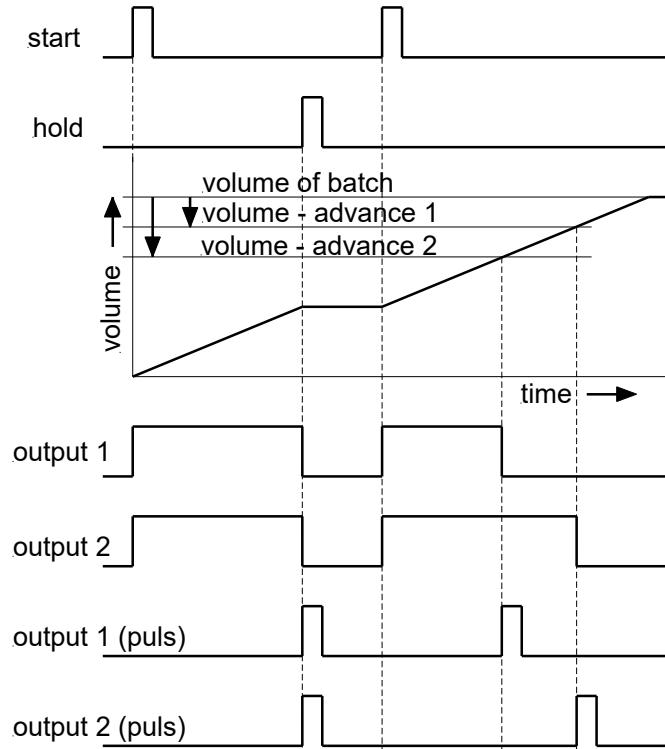 start
hold
volume of batch
volume - advance 1
volume - advance 2
volume
time
output 1
output 2
output 1 (puls)
output 2 (puls)